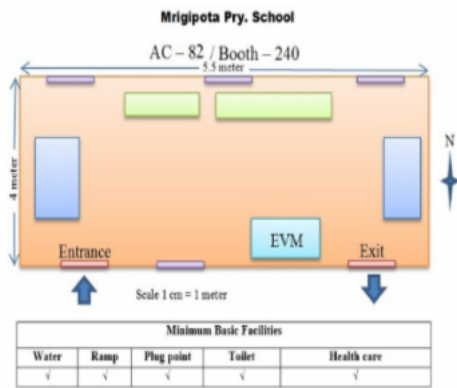 Mrigipota Pry. School
AC – 82 / Booth – 240
5.5 meter
4 meter
N
Entrance
EVM
Exit
Scale 1 cm = 1 meter
Minimum Basic Facilities
Water Ramp Plug point Toilet Health care
√ √ √ √ √